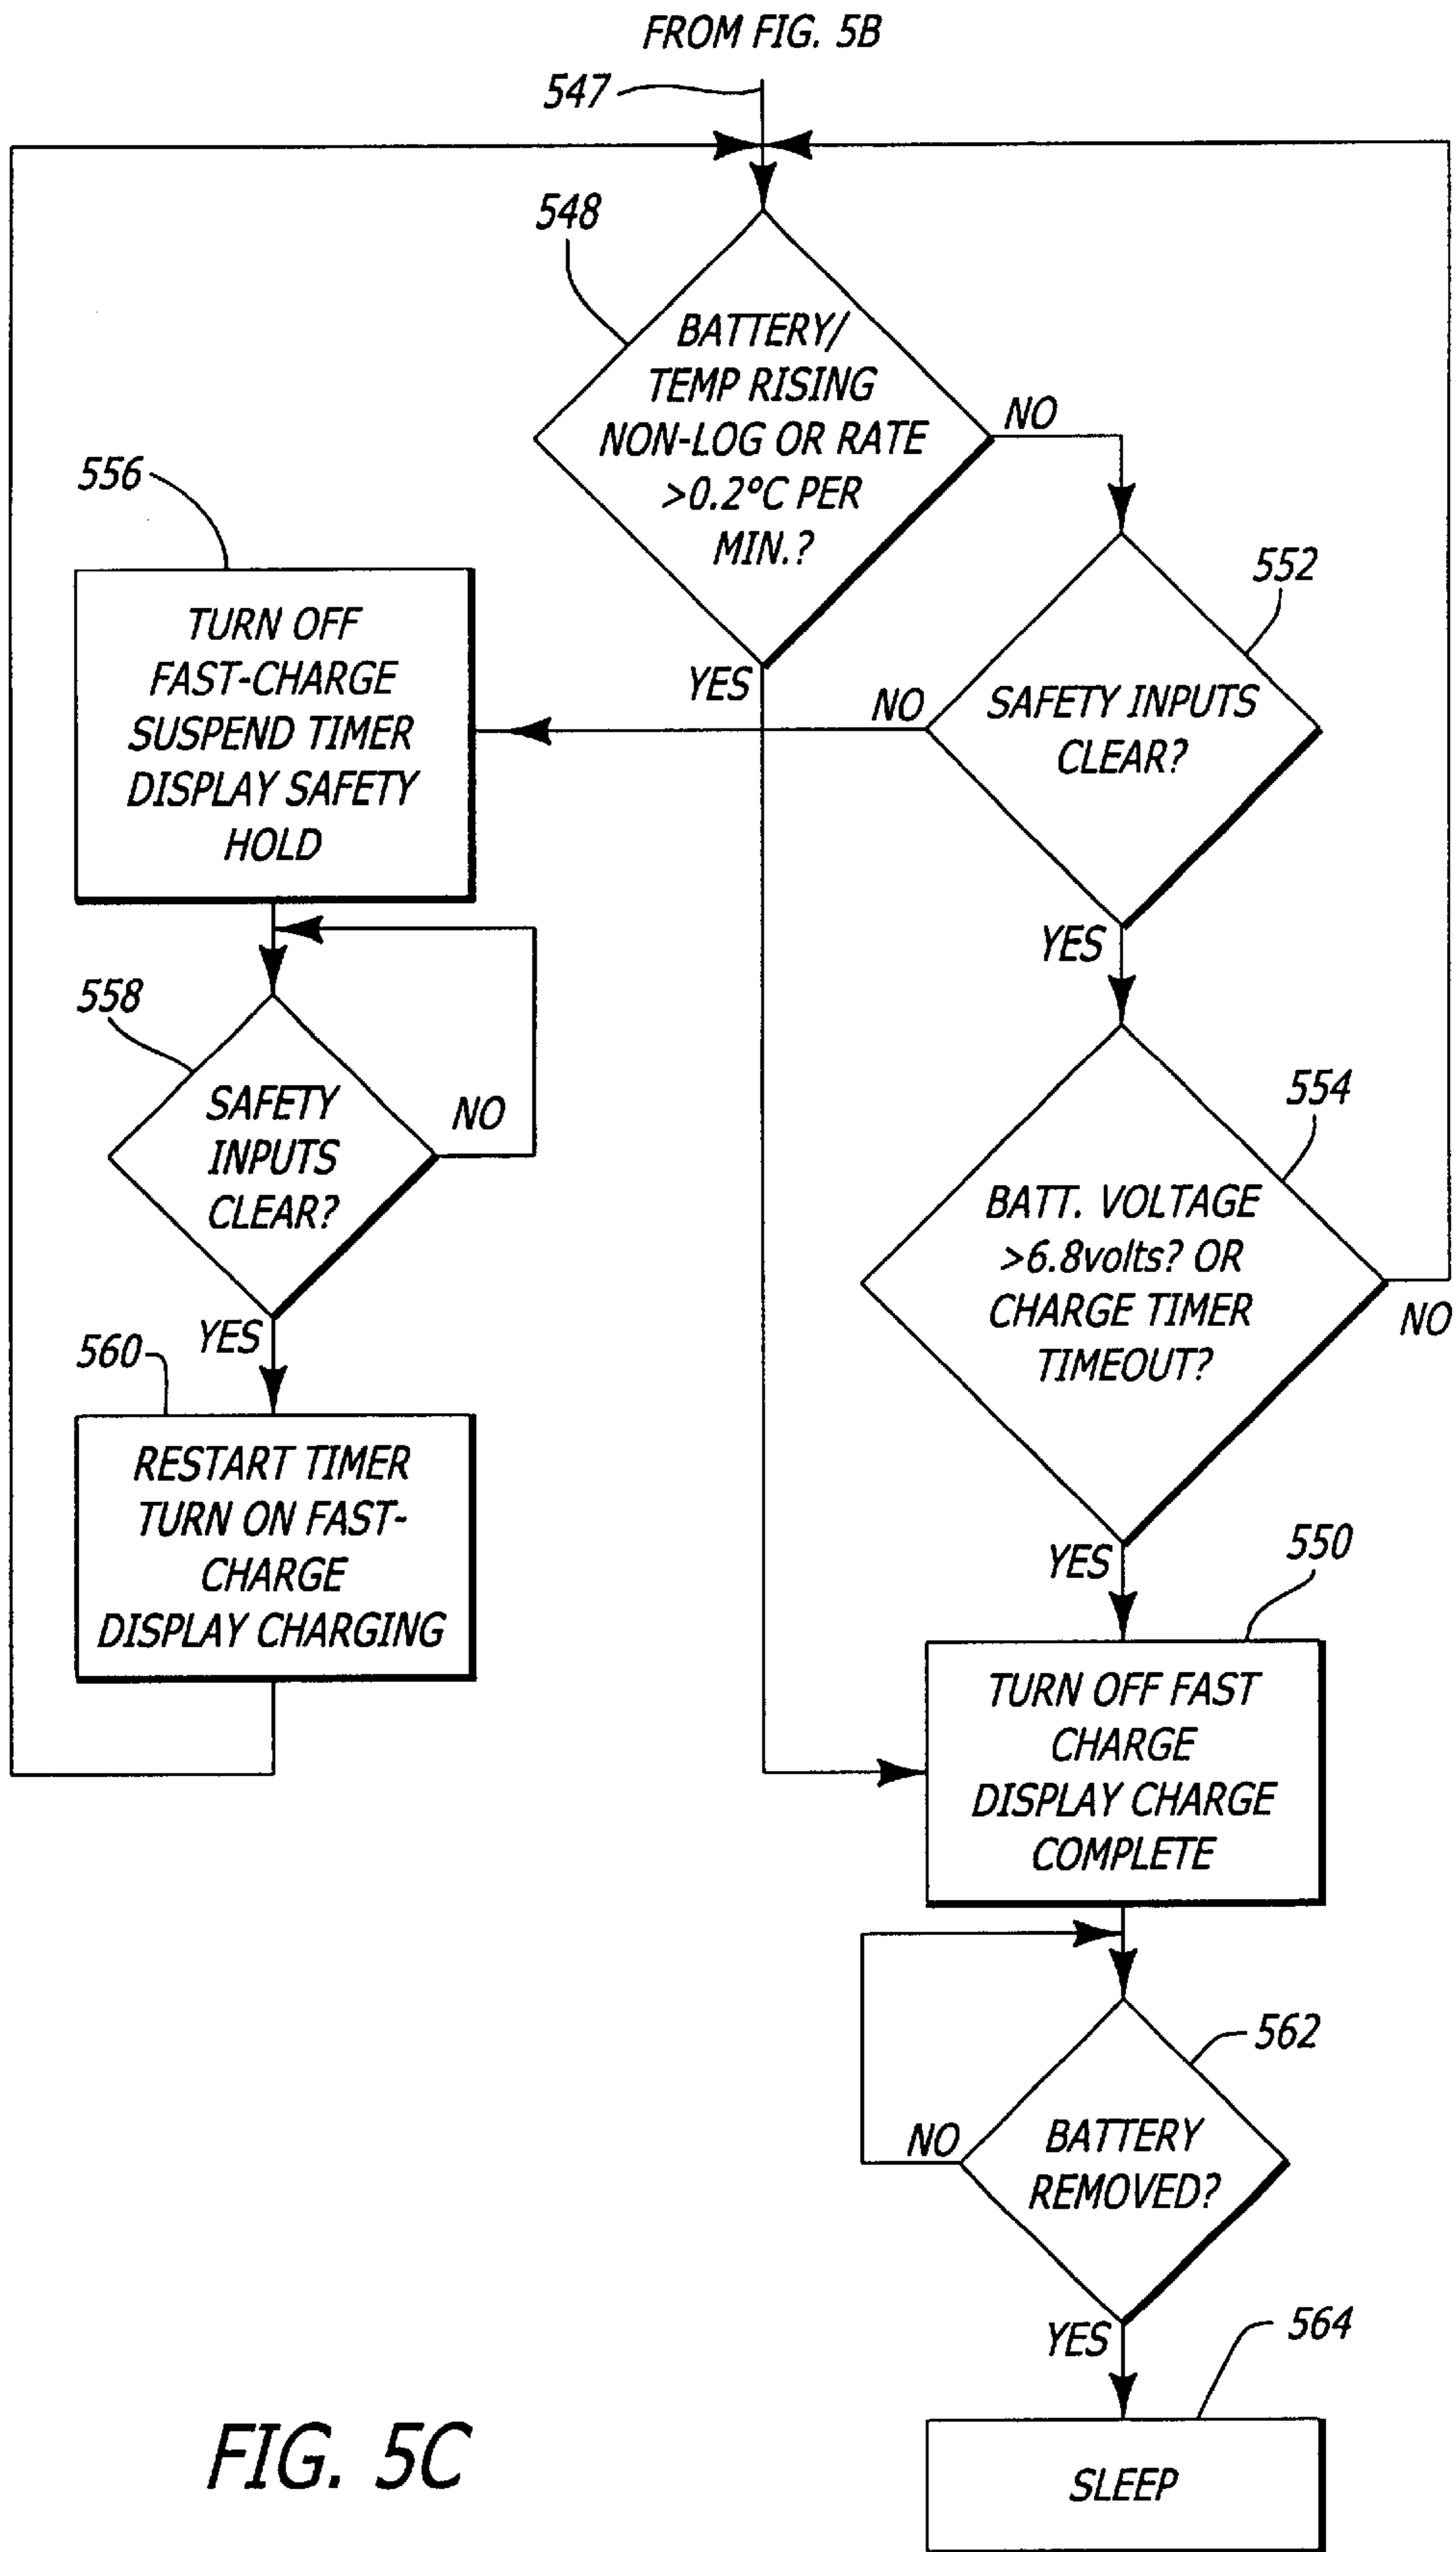 FROM FIG. 5B
547
548
BATTERY/
TEMP RISING
NON-LOG OR RATE
>0.2°C PER
MIN.?
NO
YES
552
SAFETY INPUTS
CLEAR?
NO
YES
556
TURN OFF
FAST-CHARGE
SUSPEND TIMER
DISPLAY SAFETY
HOLD
558
SAFETY
INPUTS
CLEAR?
NO
YES
560
RESTART TIMER
TURN ON FAST-
CHARGE
DISPLAY CHARGING
554
BATT. VOLTAGE
>6.8volts? OR
CHARGE TIMER
TIMEOUT?
NO
YES
550
TURN OFF FAST
CHARGE
DISPLAY CHARGE
COMPLETE
562
BATTERY
REMOVED?
NO
YES
564
SLEEP
FIG. 5C